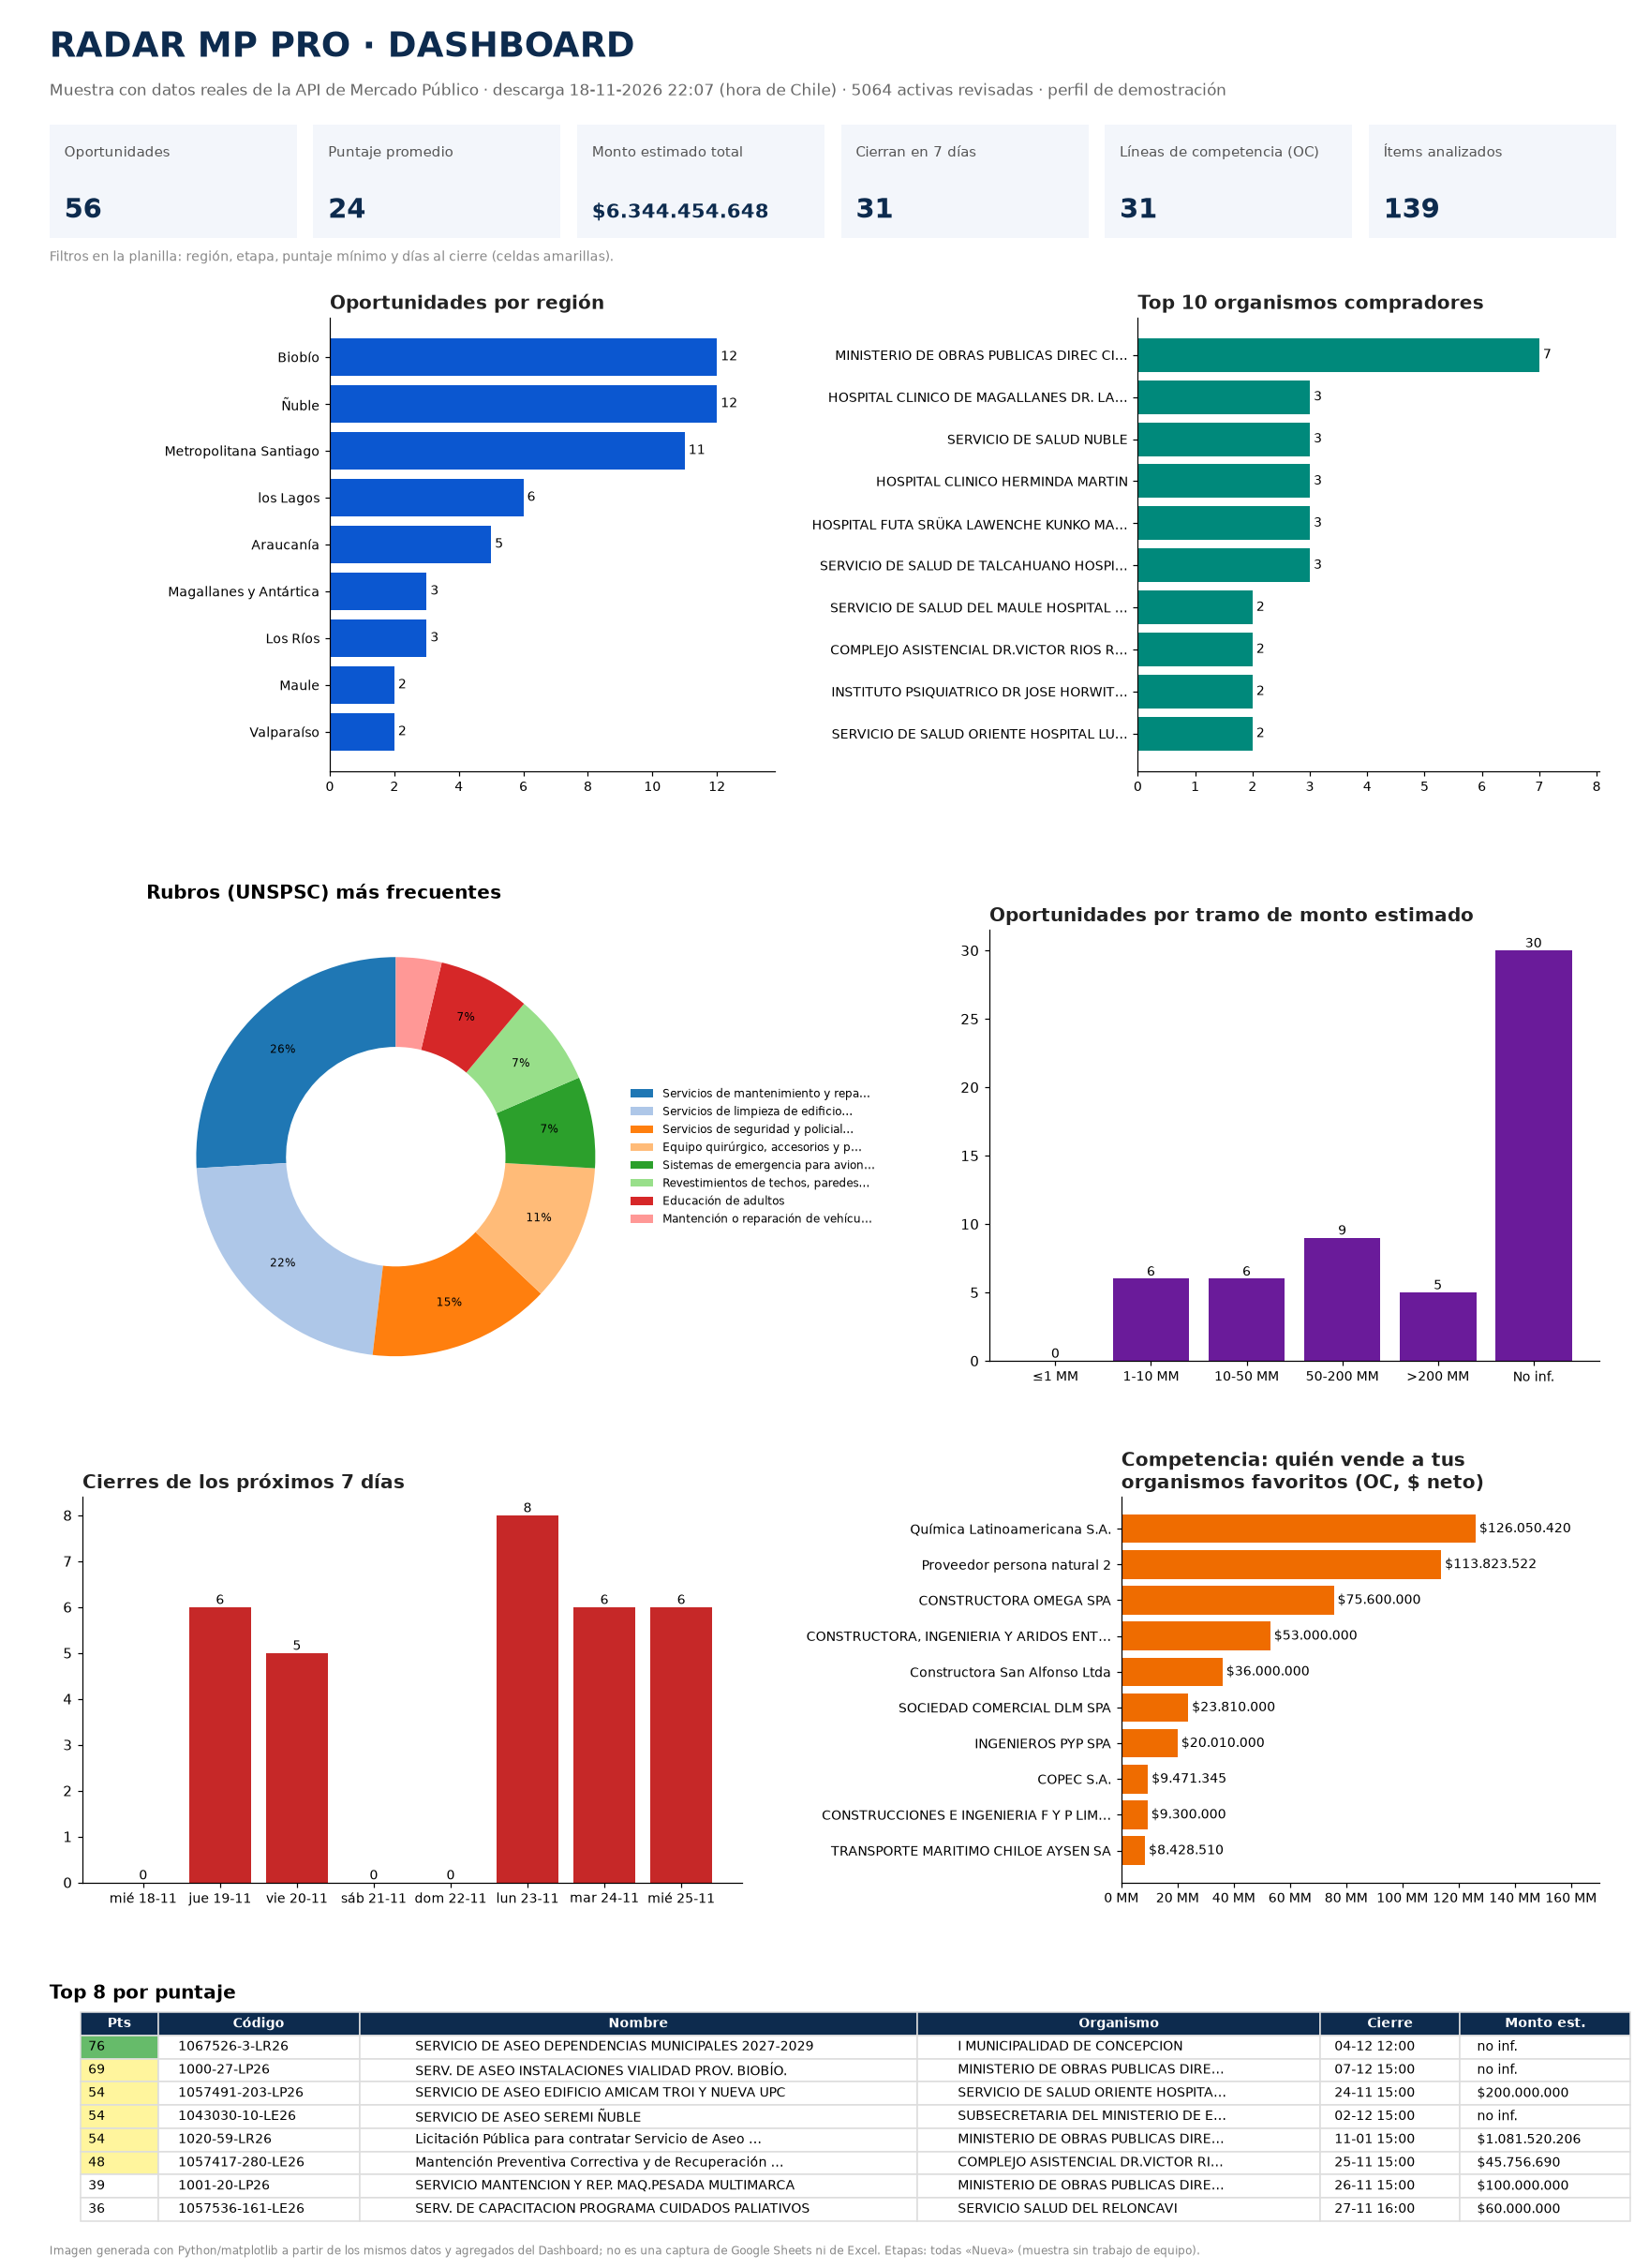 RADAR MP PRO · DASHBOARD
Muestra con datos reales de la API de Mercado Público · descarga 18-11-2026 22:07 (hora de Chile) · 5064 activas revisadas · perfil de demostración
Oportunidades
56
Puntaje promedio
24
Monto estimado total
$6.344.454.648
Cierran en 7 días
31
Líneas de competencia (OC)
31
Ítems analizados
139
Filtros en la planilla: región, etapa, puntaje mínimo y días al cierre (celdas amarillas).
Oportunidades por región
Biobío 12
Ñuble 12
Metropolitana Santiago 11
los Lagos 6
Araucanía 5
Magallanes y Antártica 3
Los Ríos 3
Maule 2
Valparaíso 2
0 2 4 6 8 10 12
Top 10 organismos compradores
MINISTERIO DE OBRAS PUBLICAS DIREC CI… 7
HOSPITAL CLINICO DE MAGALLANES DR. LA… 3
SERVICIO DE SALUD NUBLE 3
HOSPITAL CLINICO HERMINDA MARTIN 3
HOSPITAL FUTA SRÜKA LAWENCHE KUNKO MA… 3
SERVICIO DE SALUD DE TALCAHUANO HOSPI… 3
SERVICIO DE SALUD DEL MAULE HOSPITAL … 2
COMPLEJO ASISTENCIAL DR.VICTOR RIOS R… 2
INSTITUTO PSIQUIATRICO DR JOSE HORWIT… 2
SERVICIO DE SALUD ORIENTE HOSPITAL LU… 2
0 1 2 3 4 5 6 7 8
Rubros (UNSPSC) más frecuentes
26%
22%
15%
11%
7%
7%
7%
Servicios de mantenimiento y repa…
Servicios de limpieza de edificio…
Servicios de seguridad y policial…
Equipo quirúrgico, accesorios y p…
Sistemas de emergencia para avion…
Revestimientos de techos, paredes…
Educación de adultos
Mantención o reparación de vehícu…
Oportunidades por tramo de monto estimado
30
25
20
15
10
5
0
0 6 6 9 5 30
≤1 MM 1-10 MM 10-50 MM 50-200 MM >200 MM No inf.
Cierres de los próximos 7 días
8
7
6
5
4
3
2
1
0
0 6 5 0 0 8 6 6
mié 18-11 jue 19-11 vie 20-11 sáb 21-11 dom 22-11 lun 23-11 mar 24-11 mié 25-11
Competencia: quién vende a tus
organismos favoritos (OC, $ neto)
Química Latinoamericana S.A. $126.050.420
Proveedor persona natural 2 $113.823.522
CONSTRUCTORA OMEGA SPA $75.600.000
CONSTRUCTORA, INGENIERIA Y ARIDOS ENT… $53.000.000
Constructora San Alfonso Ltda $36.000.000
SOCIEDAD COMERCIAL DLM SPA $23.810.000
INGENIEROS PYP SPA $20.010.000
COPEC S.A. $9.471.345
CONSTRUCCIONES E INGENIERIA F Y P LIM… $9.300.000
TRANSPORTE MARITIMO CHILOE AYSEN SA $8.428.510
0 MM 20 MM 40 MM 60 MM 80 MM 100 MM 120 MM 140 MM 160 MM
Top 8 por puntaje
Pts Código Nombre Organismo Cierre Monto est.
76 1067526-3-LR26 SERVICIO DE ASEO DEPENDENCIAS MUNICIPALES 2027-2029 I MUNICIPALIDAD DE CONCEPCION 04-12 12:00 no inf.
69 1000-27-LP26 SERV. DE ASEO INSTALACIONES VIALIDAD PROV. BIOBÍO. MINISTERIO DE OBRAS PUBLICAS DIRE… 07-12 15:00 no inf.
54 1057491-203-LP26 SERVICIO DE ASEO EDIFICIO AMICAM TROI Y NUEVA UPC SERVICIO DE SALUD ORIENTE HOSPITA… 24-11 15:00 $200.000.000
54 1043030-10-LE26 SERVICIO DE ASEO SEREMI ÑUBLE SUBSECRETARIA DEL MINISTERIO DE E… 02-12 15:00 no inf.
54 1020-59-LR26 Licitación Pública para contratar Servicio de Aseo … MINISTERIO DE OBRAS PUBLICAS DIRE… 11-01 15:00 $1.081.520.206
48 1057417-280-LE26 Mantención Preventiva Correctiva y de Recuperación … COMPLEJO ASISTENCIAL DR.VICTOR RI… 25-11 15:00 $45.756.690
39 1001-20-LP26 SERVICIO MANTENCION Y REP. MAQ.PESADA MULTIMARCA MINISTERIO DE OBRAS PUBLICAS DIRE… 26-11 15:00 $100.000.000
36 1057536-161-LE26 SERV. DE CAPACITACION PROGRAMA CUIDADOS PALIATIVOS SERVICIO SALUD DEL RELONCAVI 27-11 16:00 $60.000.000
Imagen generada con Python/matplotlib a partir de los mismos datos y agregados del Dashboard; no es una captura de Google Sheets ni de Excel. Etapas: todas «Nueva» (muestra sin trabajo de equipo).